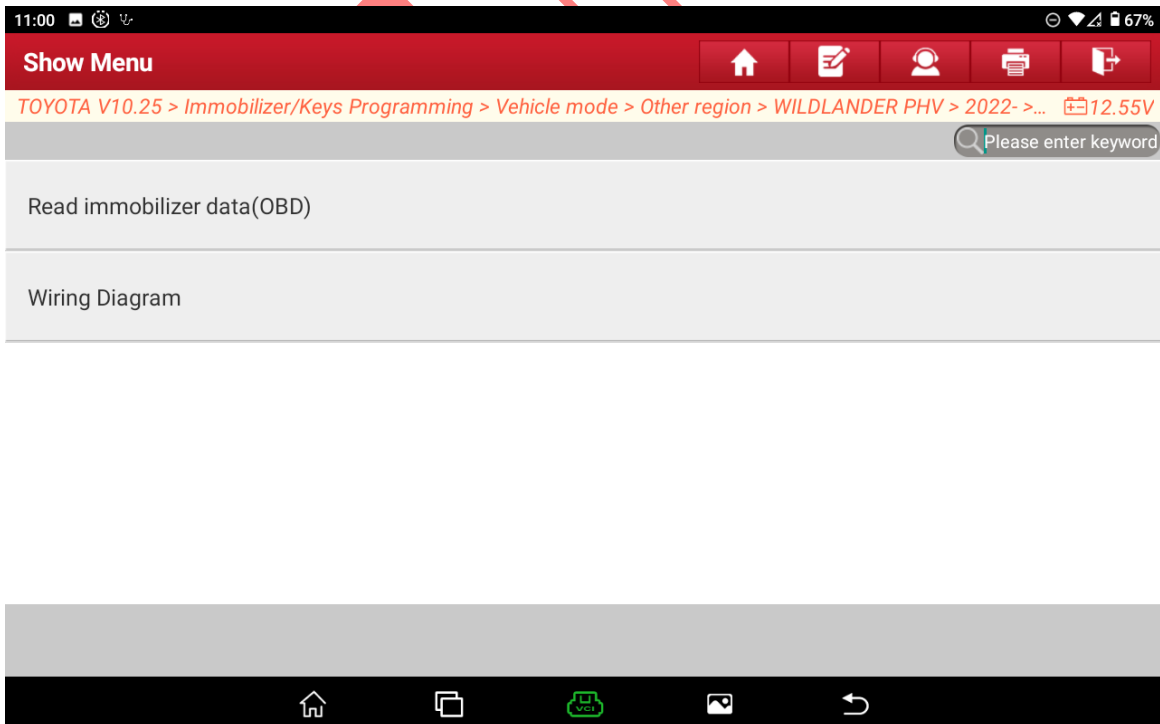 11:00 67%
Show Menu
TOYOTA V10.25 > Immobilizer/Keys Programming > Vehicle mode > Other region > WILDLANDER PHV > 2022- >... 12.55V
Please enter keyword
Read immobilizer data(OBD)
Wiring Diagram
VCI